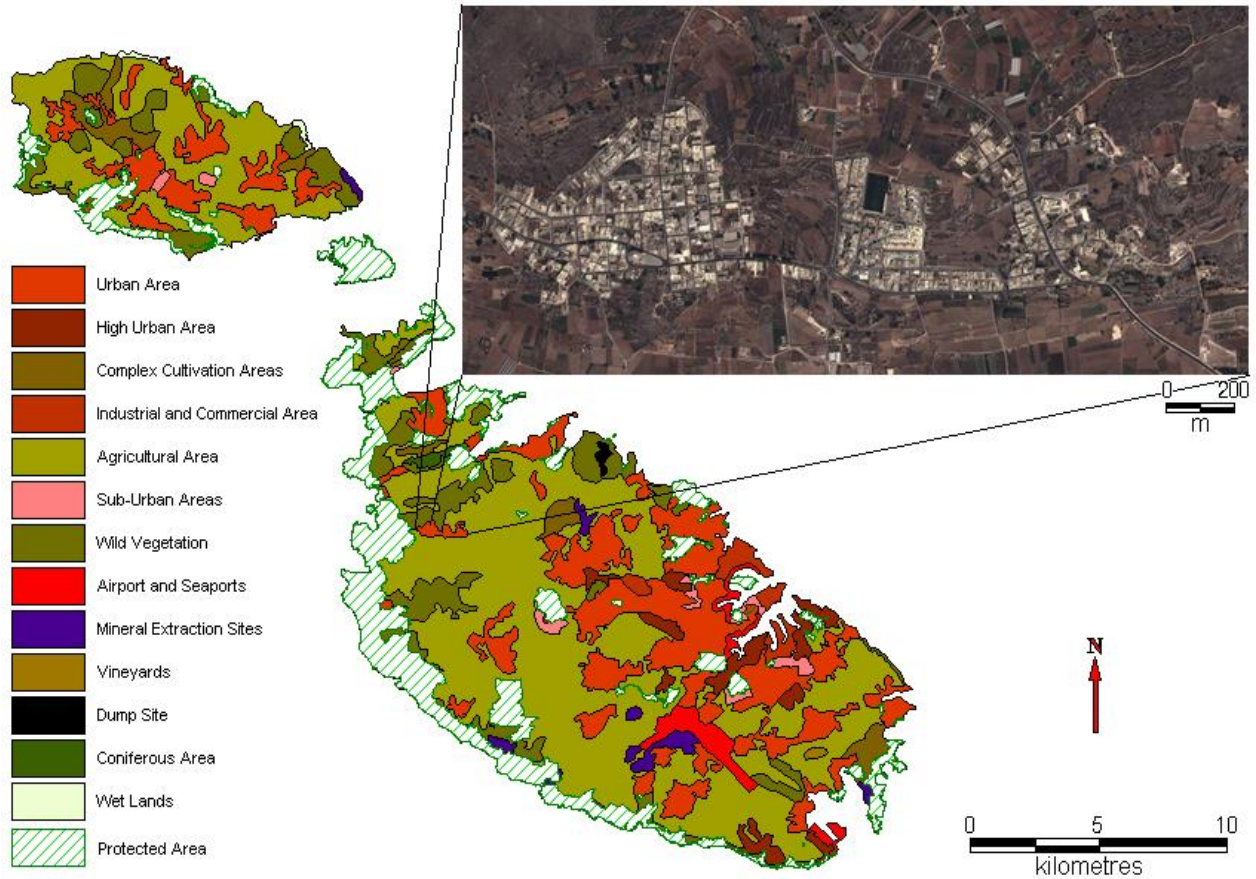 Urban Area
High Urban Area
Complex Cultivation Areas
Industrial and Commercial Area
Agricultural Area
Sub-Urban Areas
Wild Vegetation
Airport and Seaports
Mineral Extraction Sites
Vineyards
Dump Site
Coniferous Area
Wet Lands
Protected Area
0 200
m
N
0 5 10
kilometres